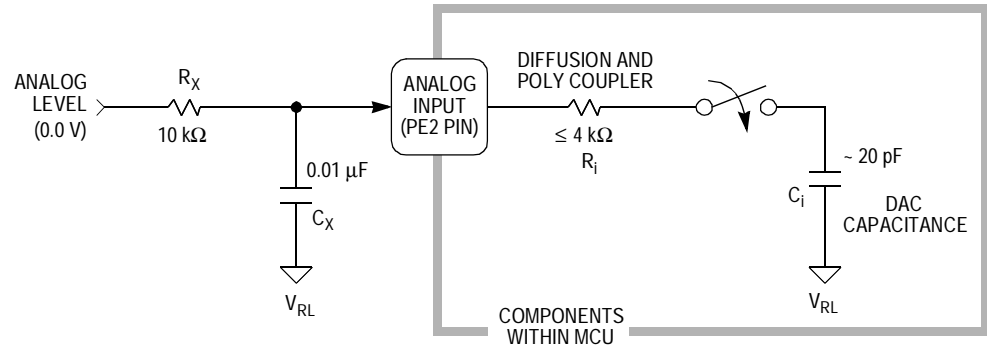 ANALOG
LEVEL
(0.0 V)
R_X
10 kΩ
0.01 µF
C_X
V_RL
ANALOG
INPUT
(PE2 PIN)
DIFFUSION AND
POLY COUPLER
≤ 4 kΩ
R_i
~ 20 pF
C_i
DAC
CAPACITANCE
V_RL
COMPONENTS
WITHIN MCU